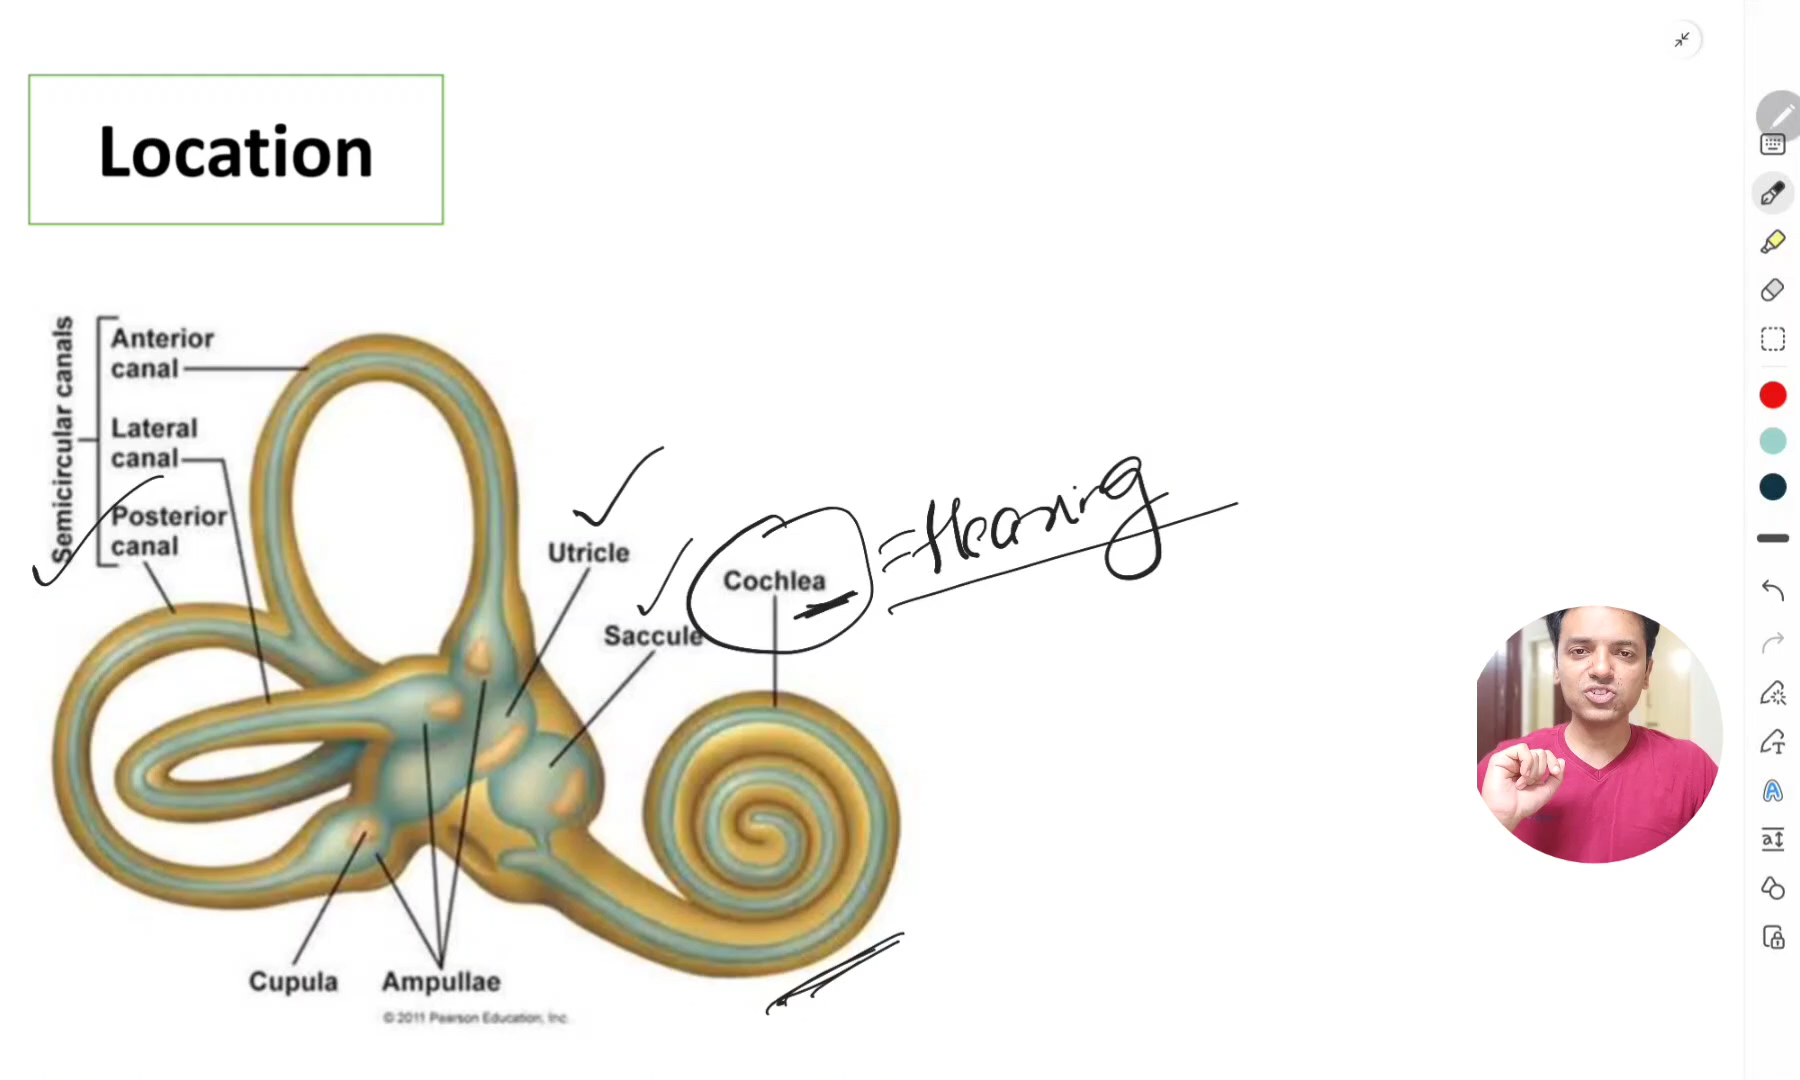 Location
Semicircular canals
Anterior
canal
Lateral
canal
Posterior
canal
Utricle
Saccule
Cochlea
=Hearing
Cupula
Ampullae
© 2011 Pearson Education, Inc.